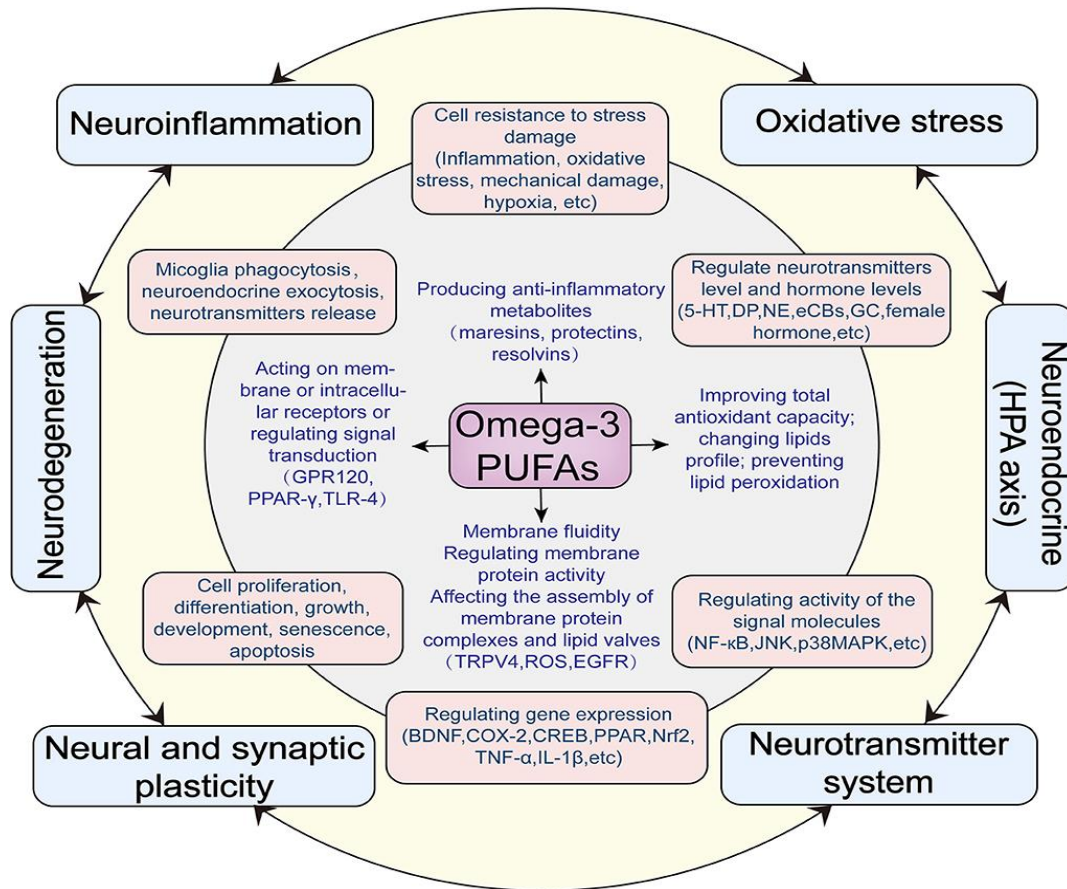 Neuroinflammation
Oxidative stress
Cell resistance to stress
damage
(Inflammation, oxidative
stress, mechanical damage,
hypoxia, etc)
Micoglia phagocytosis,
neuroendocrine exocytosis,
neurotransmitters release
Producing anti-inflammatory
metabolites
(maresins, protectins,
resolvins)
Regulate neurotransmitters
level and hormone levels
(5-HT,DP,NE,eCBs,GC,female
hormone,etc)
Neurodegeneration
Acting on mem-
brane or intracellu-
lar receptors or
regulating signal
transduction
(GPR120,
PPAR-γ,TLR-4)
Omega-3
PUFAs
Improving total
antioxidant capacity;
changing lipids
profile; preventing
lipid peroxidation
Neuroendocrine
(HPA axis)
Membrane fluidity
Regulating membrane
protein activity
Affecting the assembly of
membrane protein
complexes and lipid valves
(TRPV4,ROS,EGFR)
Cell proliferation,
differentiation, growth,
development, senescence,
apoptosis
Regulating activity of the
signal molecules
(NF-κB,JNK,p38MAPK,etc)
Regulating gene expression
(BDNF,COX-2,CREB,PPAR,Nrf2,
TNF-α,IL-1β,etc)
Neural and synaptic
plasticity
Neurotransmitter
system